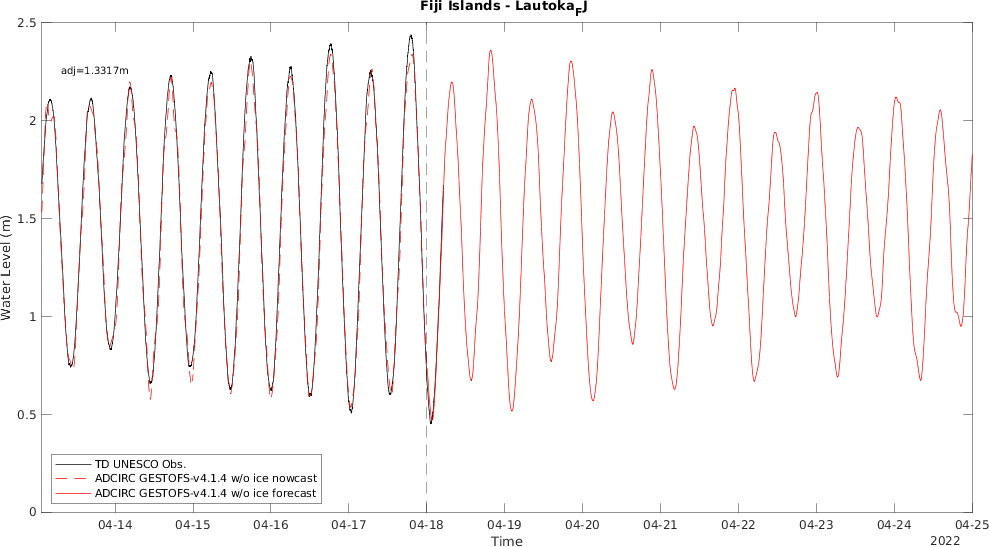 Fiji Islands - Lautoka_FJ
adj=1.3317m
2.5
2
1.5
1
0.5
0
Water Level (m)
TD UNESCO Obs.
ADCIRC GESTOFS-v4.1.4 w/o ice nowcast
ADCIRC GESTOFS-v4.1.4 w/o ice forecast
04-14 04-15 04-16 04-17 04-18 04-19 04-20 04-21 04-22 04-23 04-24 04-25
Time
2022